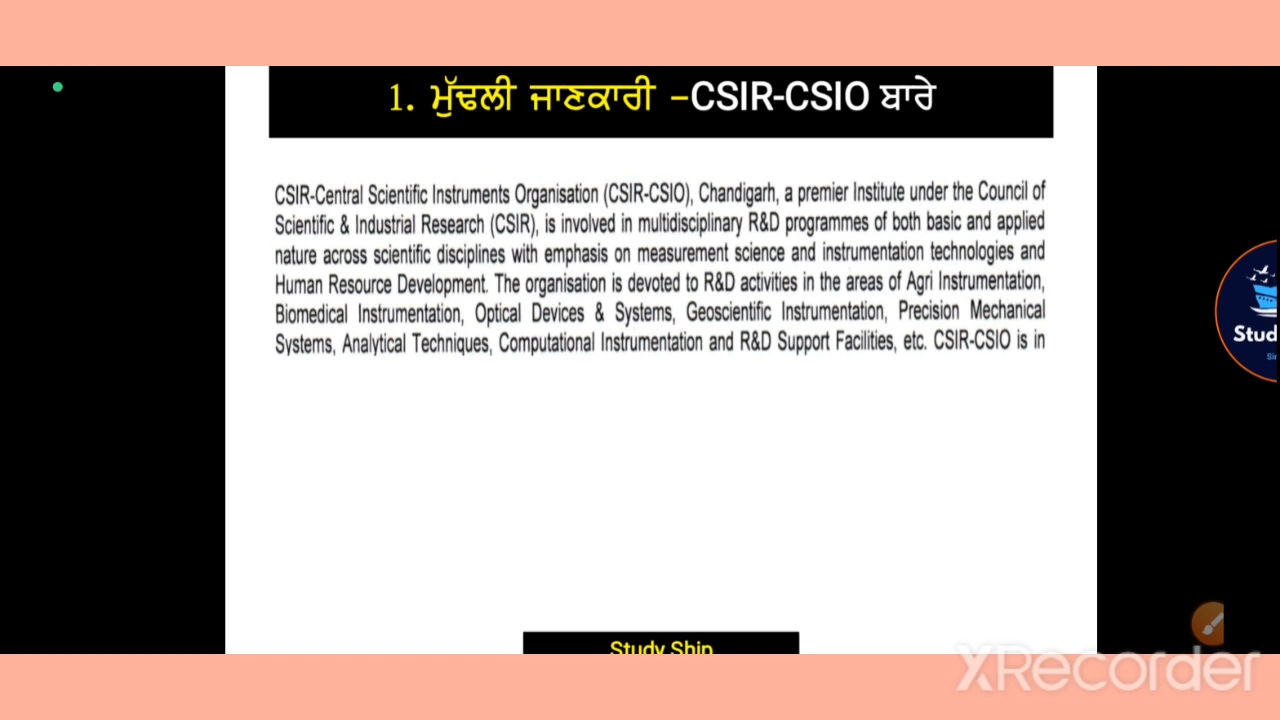 1. ਮੁੱਢਲੀ ਜਾਣਕਾਰੀ –CSIR-CSIO ਬਾਰੇ
CSIR-Central Scientific Instruments Organisation (CSIR-CSIO), Chandigarh, a premier Institute under the Council of
Scientific & Industrial Research (CSIR), is involved in multidisciplinary R&D programmes of both basic and applied
nature across scientific disciplines with emphasis on measurement science and instrumentation technologies and
Human Resource Development. The organisation is devoted to R&D activities in the areas of Agri Instrumentation,
Biomedical Instrumentation, Optical Devices & Systems, Geoscientific Instrumentation, Precision Mechanical
Systems, Analytical Techniques, Computational Instrumentation and R&D Support Facilities, etc. CSIR-CSIO is in
Study Ship
XRecorder